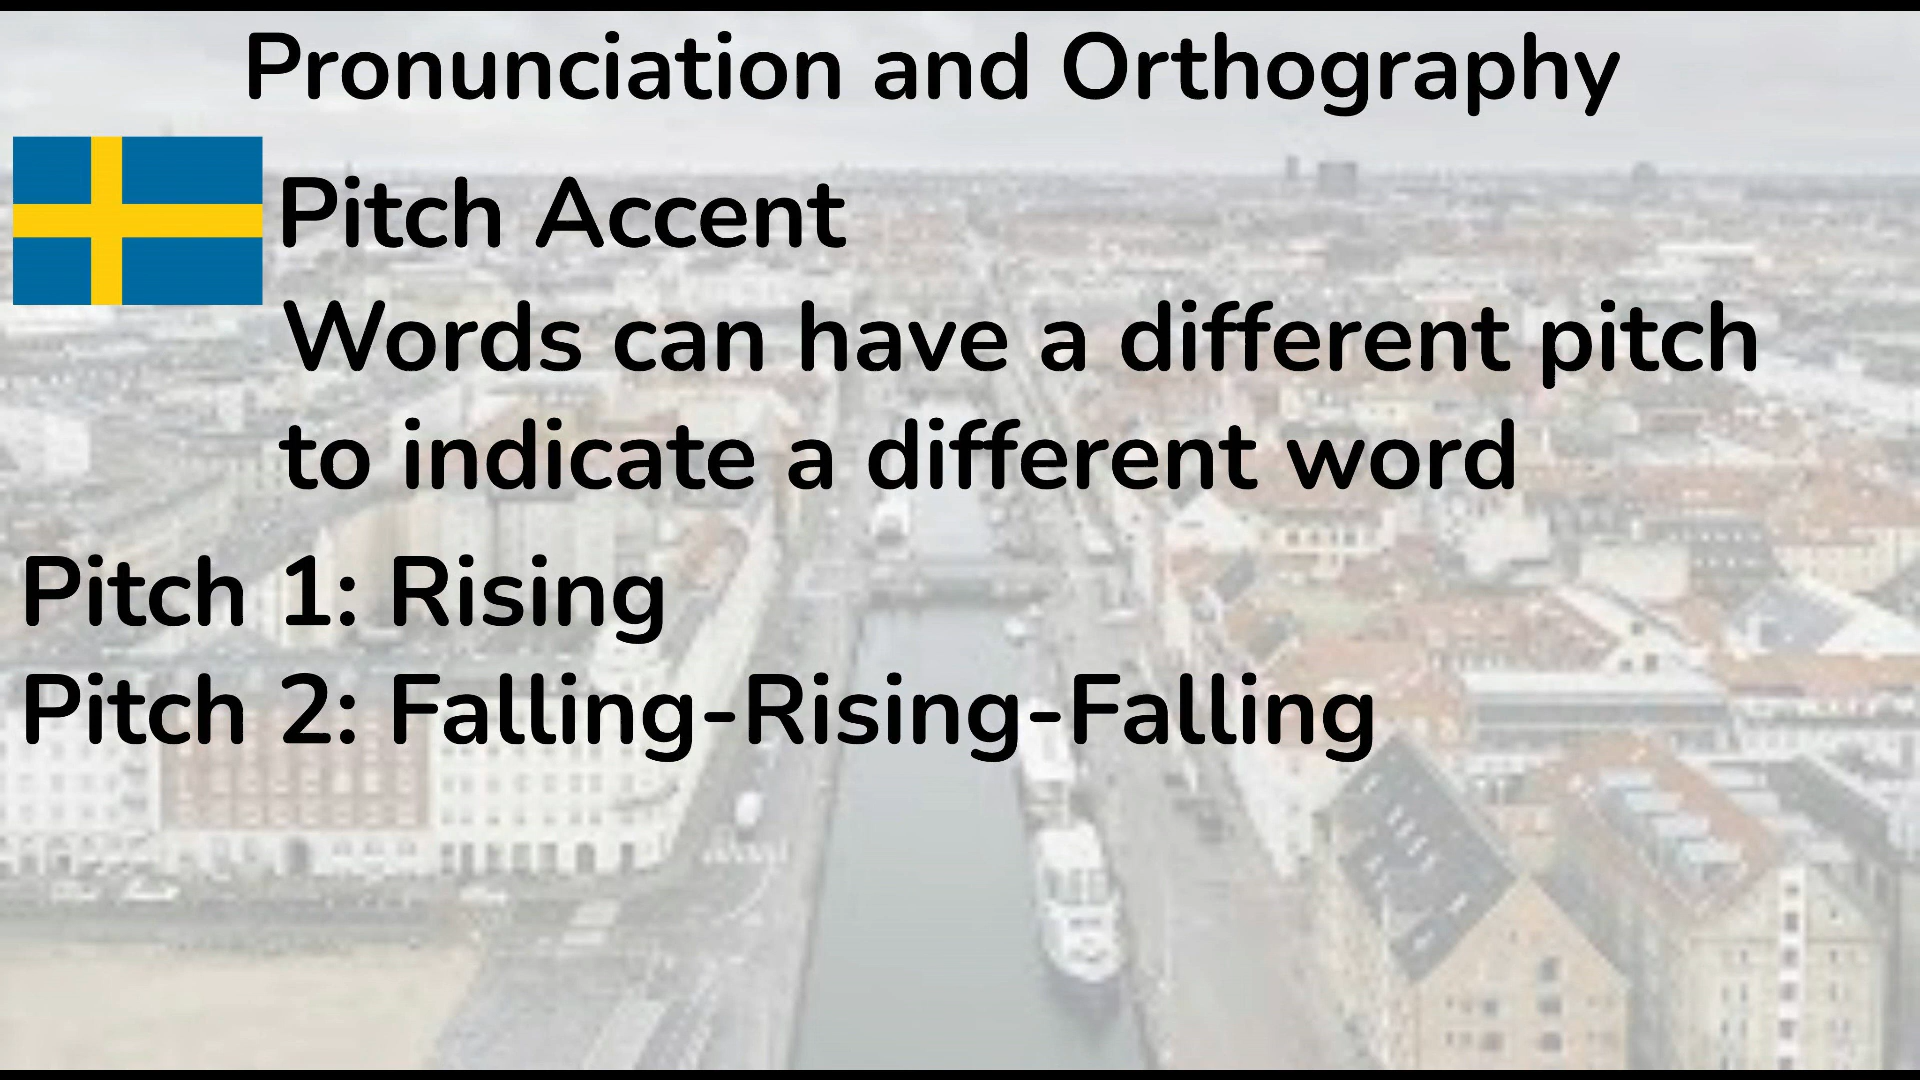 Pronunciation and Orthography
Pitch Accent
Words can have a different pitch
to indicate a different word
Pitch 1: Rising
Pitch 2: Falling-Rising-Falling